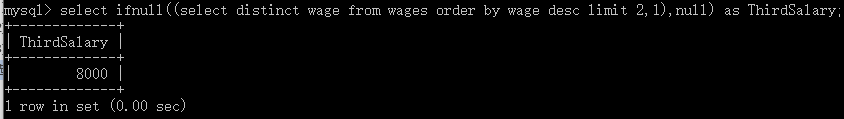 mysql> select ifnull((select distinct wage from wages order by wage desc limit 2,1),null) as ThirdSalary;
+-------------+
| ThirdSalary |
+-------------+
|        8000 |
+-------------+
1 row in set (0.00 sec)